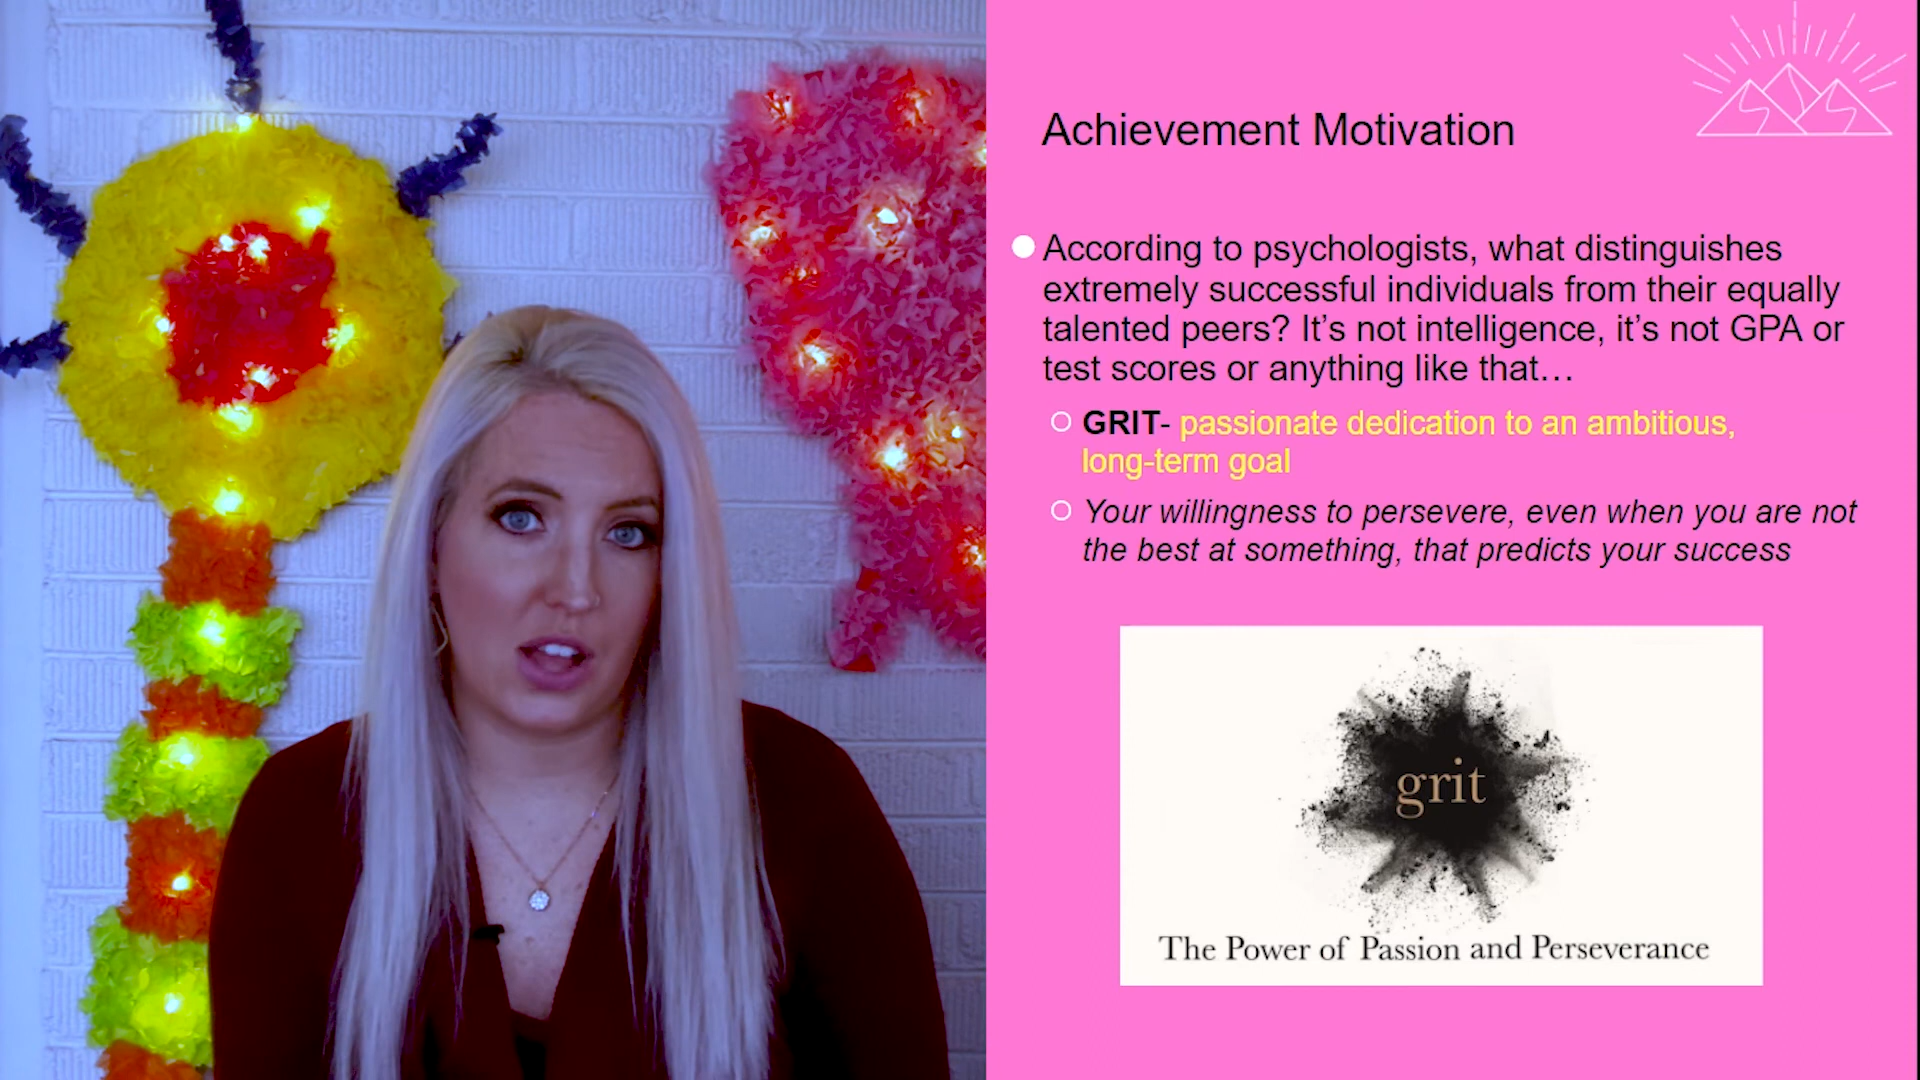 Achievement Motivation
According to psychologists, what distinguishes
extremely successful individuals from their equally
talented peers? It’s not intelligence, it’s not GPA or
test scores or anything like that…
GRIT- passionate dedication to an ambitious,
long-term goal
Your willingness to persevere, even when you are not
the best at something, that predicts your success
grit
The Power of Passion and Perseverance